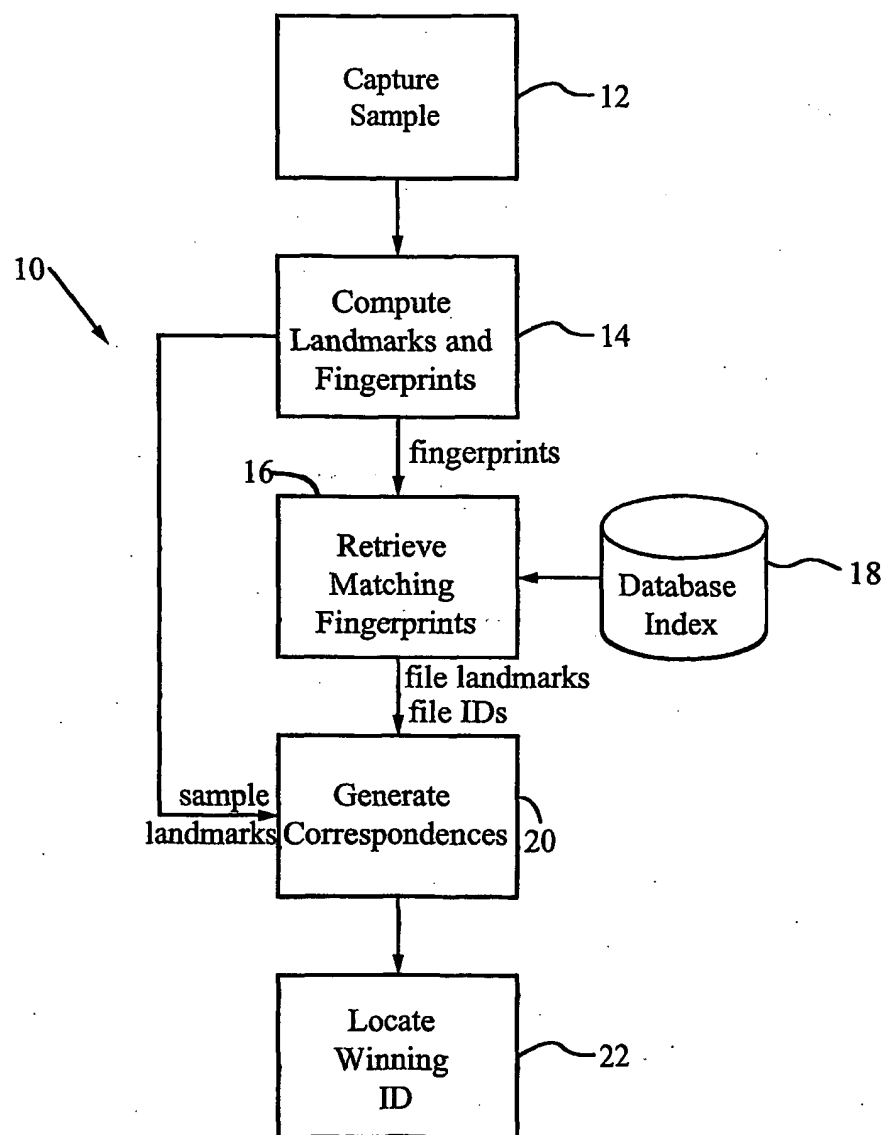 Capture
Sample
12
10
Compute
Landmarks and
Fingerprints
14
fingerprints
16
Retrieve
Matching
Fingerprints
Database
Index
18
file landmarks
file IDs
sample
landmarks
Generate
Correspondences
20
Locate
Winning
ID
22